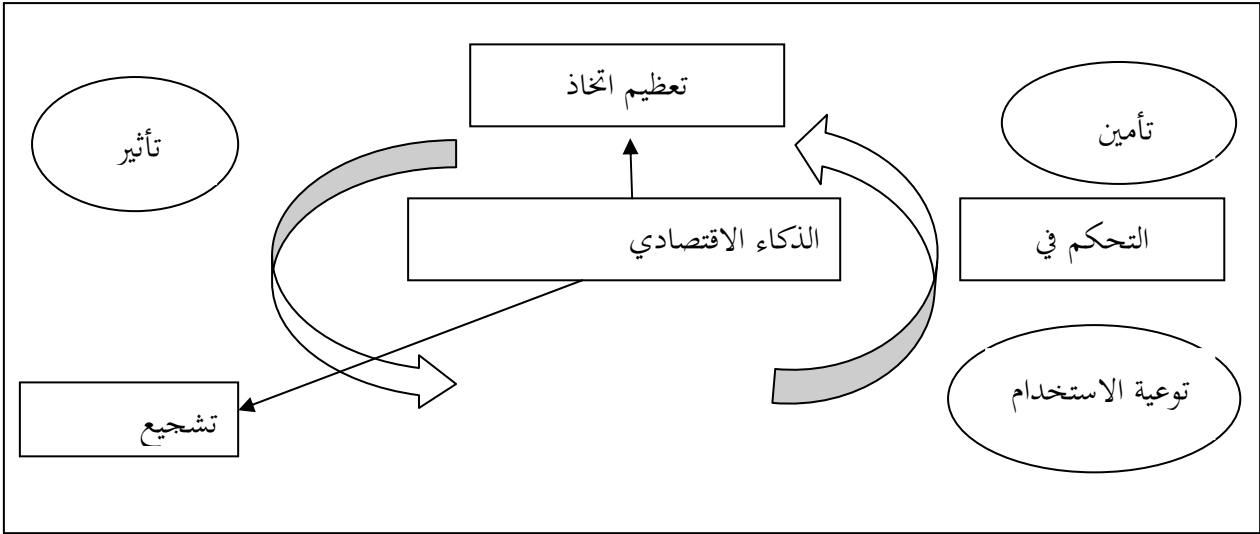 تعظيم اتخاذ
تأمين
تأثير
الذكاء الاقتصادي
التحكم في
توعية الاستخدام
تشجيع